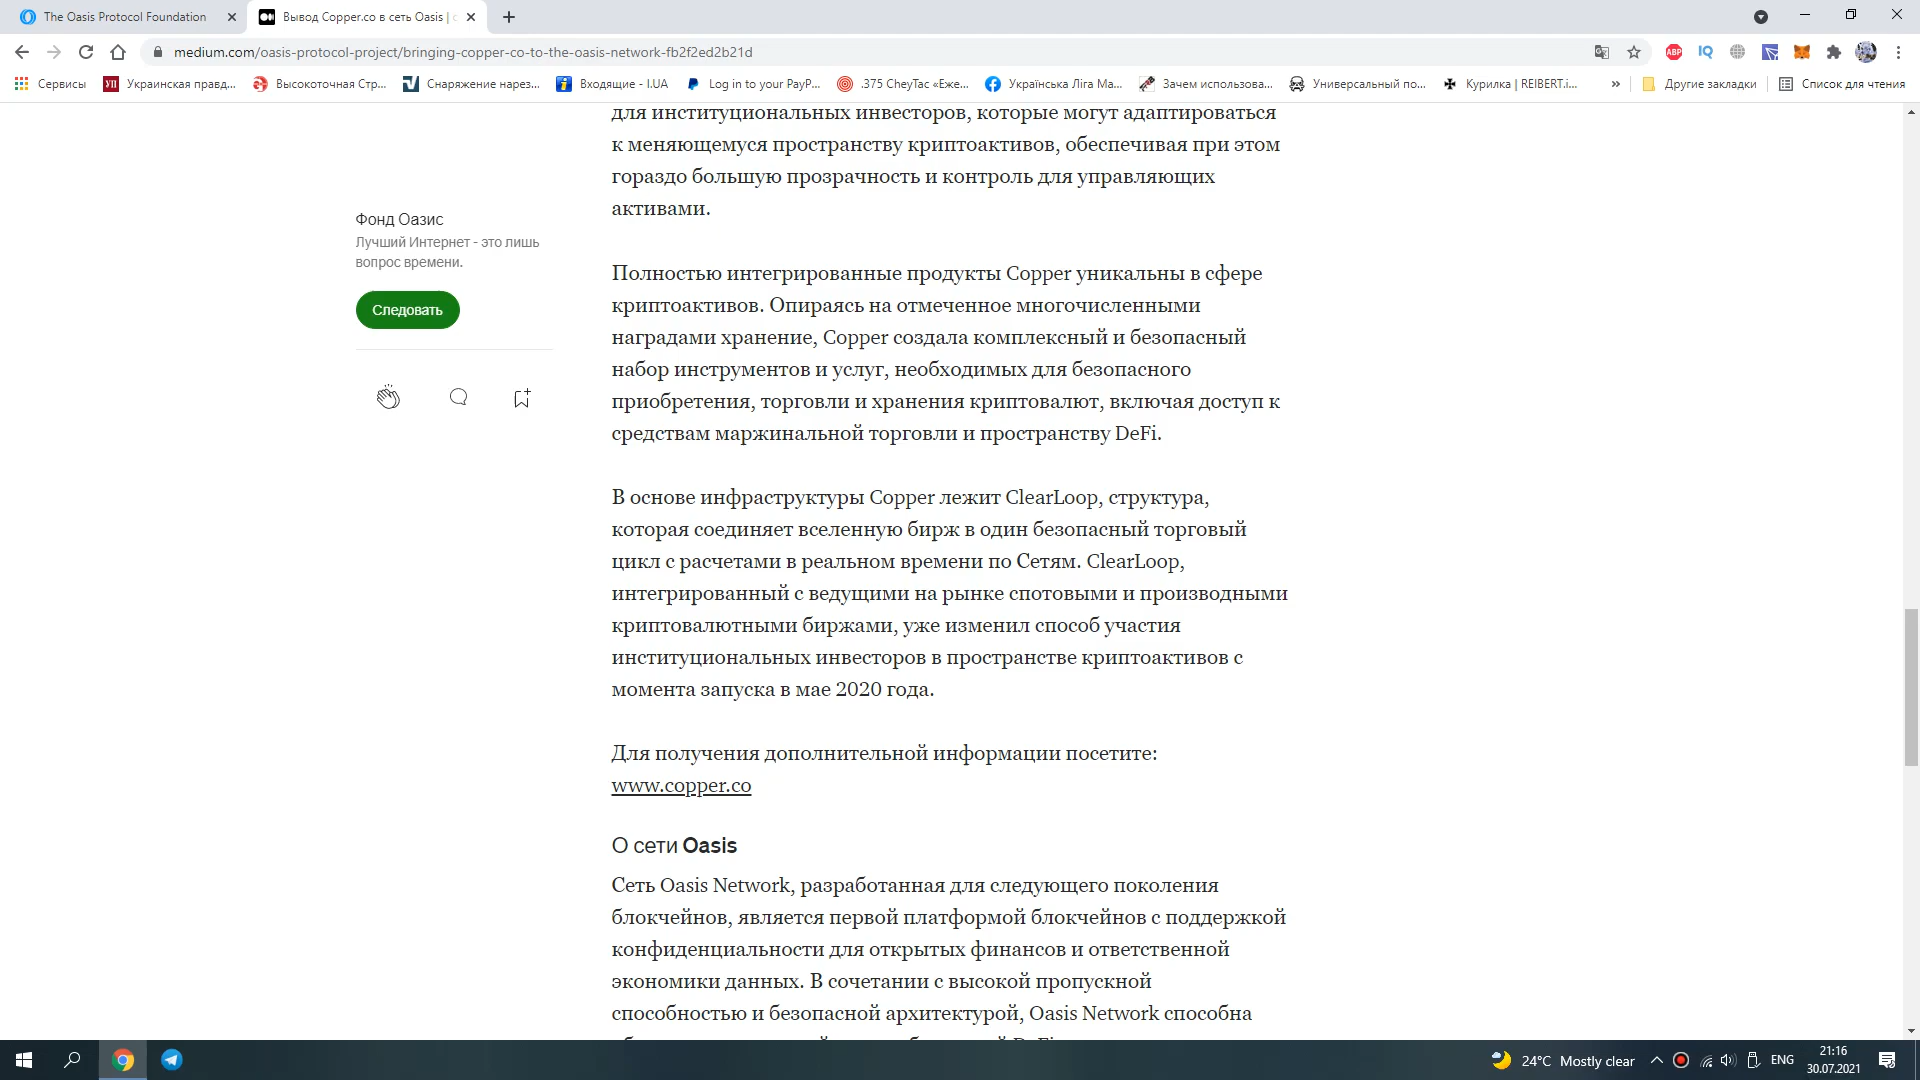 The Oasis Protocol Foundation
Вывод Copper.co в сеть Oasis |
medium.com/oasis-protocol-project/bringing-copper-co-to-the-oasis-network-fb2f2ed2b21d
ABP
IQ
Сервисы
УП
Украинская правд...
Высокоточная Стр...
Снаряжение нарез...
Входящие - I.UA
Log in to your PayP...
.375 CheyTac «Еже...
Українська Ліга Ма...
Зачем использова...
Универсальный по...
Курилка | REIBERT.i...
»
Другие закладки
Список для чтения
для институциональных инвесторов, которые могут адаптироваться
к меняющемуся пространству криптоактивов, обеспечивая при этом
гораздо большую прозрачность и контроль для управляющих
активами.
Фонд Оазис
Лучший Интернет - это лишь
вопрос времени.
Следовать
Полностью интегрированные продукты Copper уникальны в сфере
криптоактивов. Опираясь на отмеченное многочисленными
наградами хранение, Copper создала комплексный и безопасный
набор инструментов и услуг, необходимых для безопасного
приобретения, торговли и хранения криптовалют, включая доступ к
средствам маржинальной торговли и пространству DeFi.
В основе инфраструктуры Copper лежит ClearLoop, структура,
которая соединяет вселенную бирж в один безопасный торговый
цикл с расчетами в реальном времени по Сетям. ClearLoop,
интегрированный с ведущими на рынке спотовыми и производными
криптовалютными биржами, уже изменил способ участия
институциональных инвесторов в пространстве криптоактивов с
момента запуска в мае 2020 года.
Для получения дополнительной информации посетите:
www.copper.co
О сети Oasis
Сеть Oasis Network, разработанная для следующего поколения
блокчейнов, является первой платформой блокчейнов с поддержкой
конфиденциальности для открытых финансов и ответственной
экономики данных. В сочетании с высокой пропускной
способностью и безопасной архитектурой, Oasis Network способна
24°C Mostly clear
ENG
21:16
30.07.2021